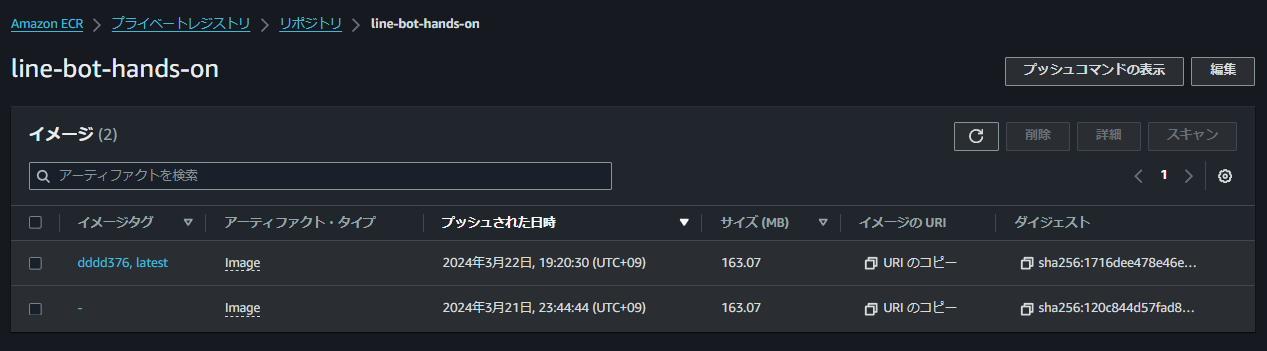 Amazon ECR > プライベートレジストリ > リポジトリ > line-bot-hands-on
line-bot-hands-on
プッシュコマンドの表示 編集
イメージ (2)
削除 詳細 スキャン
アーティファクトを検索
1
イメージタグ アーティファクト・タイプ プッシュされた日時 サイズ (MB) イメージの URI ダイジェスト
dddd376, latest Image 2024年3月22日, 19:20:30 (UTC+09) 163.07 URI のコピー sha256:1716dee478e46e...
- Image 2024年3月21日, 23:44:44 (UTC+09) 163.07 URI のコピー sha256:120c844d57fad8...